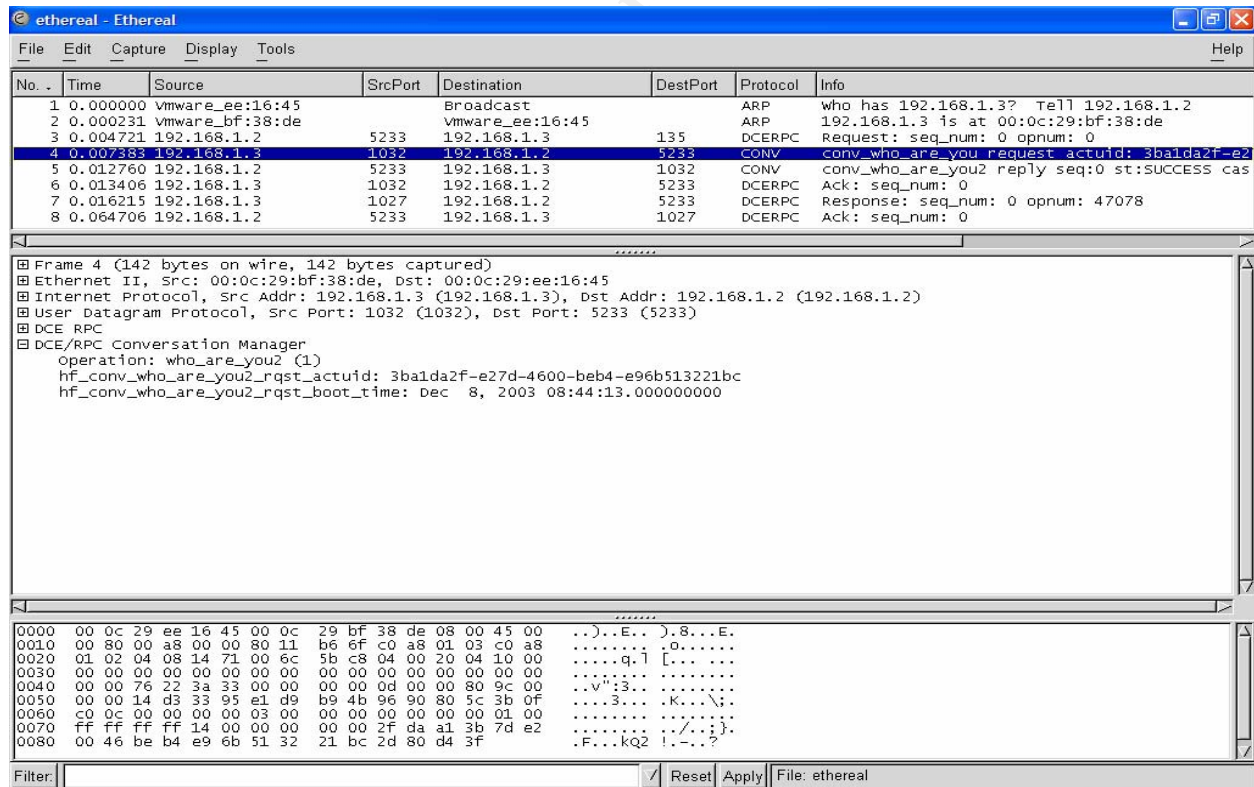 ethereal - Ethereal
File Edit Capture Display Tools Help
No. . Time Source SrcPort Destination DestPort Protocol Info
1 0.000000 Vmware_ee:16:45 Broadcast ARP who has 192.168.1.3? Tell 192.168.1.2
2 0.000231 Vmware_bf:38:de Vmware_ee:16:45 ARP 192.168.1.3 is at 00:0c:29:bf:38:de
3 0.004721 192.168.1.2 5233 192.168.1.3 135 DCERPC Request: seq_num: 0 opnum: 0
4 0.007383 192.168.1.3 1032 192.168.1.2 5233 CONV conv_who_are_you request actuid: 3ba1da2f-e2
5 0.012760 192.168.1.2 5233 192.168.1.3 1032 CONV conv_who_are_you2 reply seq:0 st:SUCCESS cas
6 0.013406 192.168.1.3 1032 192.168.1.2 5233 DCERPC Ack: seq_num: 0
7 0.016215 192.168.1.3 1027 192.168.1.2 5233 DCERPC Response: seq_num: 0 opnum: 47078
8 0.064706 192.168.1.2 5233 192.168.1.3 1027 DCERPC Ack: seq_num: 0
Frame 4 (142 bytes on wire, 142 bytes captured)
Ethernet II, Src: 00:0c:29:bf:38:de, Dst: 00:0c:29:ee:16:45
Internet Protocol, Src Addr: 192.168.1.3 (192.168.1.3), Dst Addr: 192.168.1.2 (192.168.1.2)
User Datagram Protocol, Src Port: 1032 (1032), Dst Port: 5233 (5233)
DCE RPC
DCE/RPC Conversation Manager
Operation: who_are_you2 (1)
hf_conv_who_are_you2_rqst_actuid: 3ba1da2f-e27d-4600-beb4-e96b513221bc
hf_conv_who_are_you2_rqst_boot_time: Dec 8, 2003 08:44:13.000000000
0000 00 0c 29 ee 16 45 00 0c 29 bf 38 de 08 00 45 00 ..)..E.. ).8...E.
0010 00 80 00 a8 00 00 80 11 b6 6f c0 a8 01 03 c0 a8 ........ .o......
0020 01 02 04 08 14 71 00 6c 5b c8 04 00 20 04 10 00 .....q.l [... ...
0030 00 00 00 00 00 00 00 00 00 00 00 00 00 00 00 00 ........ ........
0040 00 00 76 22 3a 33 00 00 00 00 0d 00 00 80 9c 00 ..v":3.. ........
0050 00 00 14 d3 33 95 e1 d9 b9 4b 96 90 80 5c 3b 0f ....3... .K...\;.
0060 c0 0c 00 00 00 00 03 00 00 00 00 00 00 00 01 00 ........ ........
0070 ff ff ff ff 14 00 00 00 00 00 2f da a1 3b 7d e2 ........ ../..;}.
0080 00 46 be b4 e9 6b 51 32 21 bc 2d 80 d4 3f .F...kQ2 !.-..?
Filter: Reset Apply File: ethereal